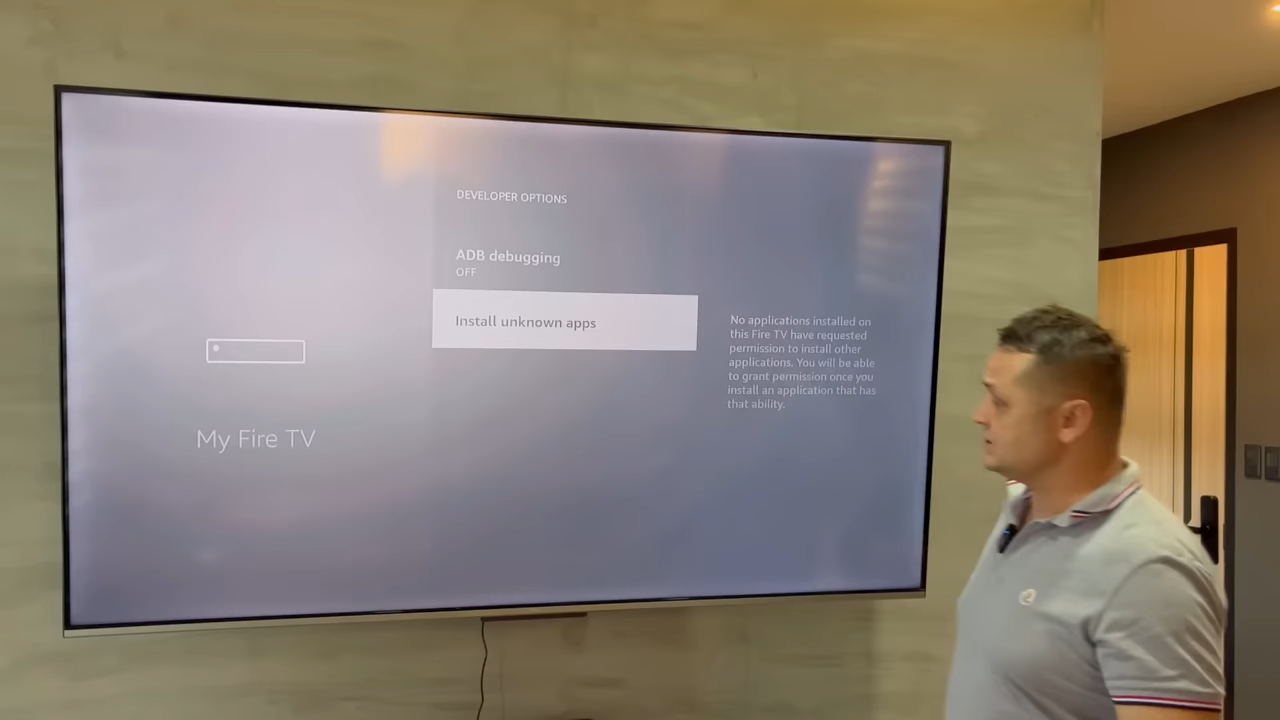 DEVELOPER OPTIONS
ADB debugging
OFF
Install unknown apps
No applications installed on
this Fire TV have requested
permission to install other
applications. You will be able
to grant permission once you
install an application that has
that ability.
My Fire TV